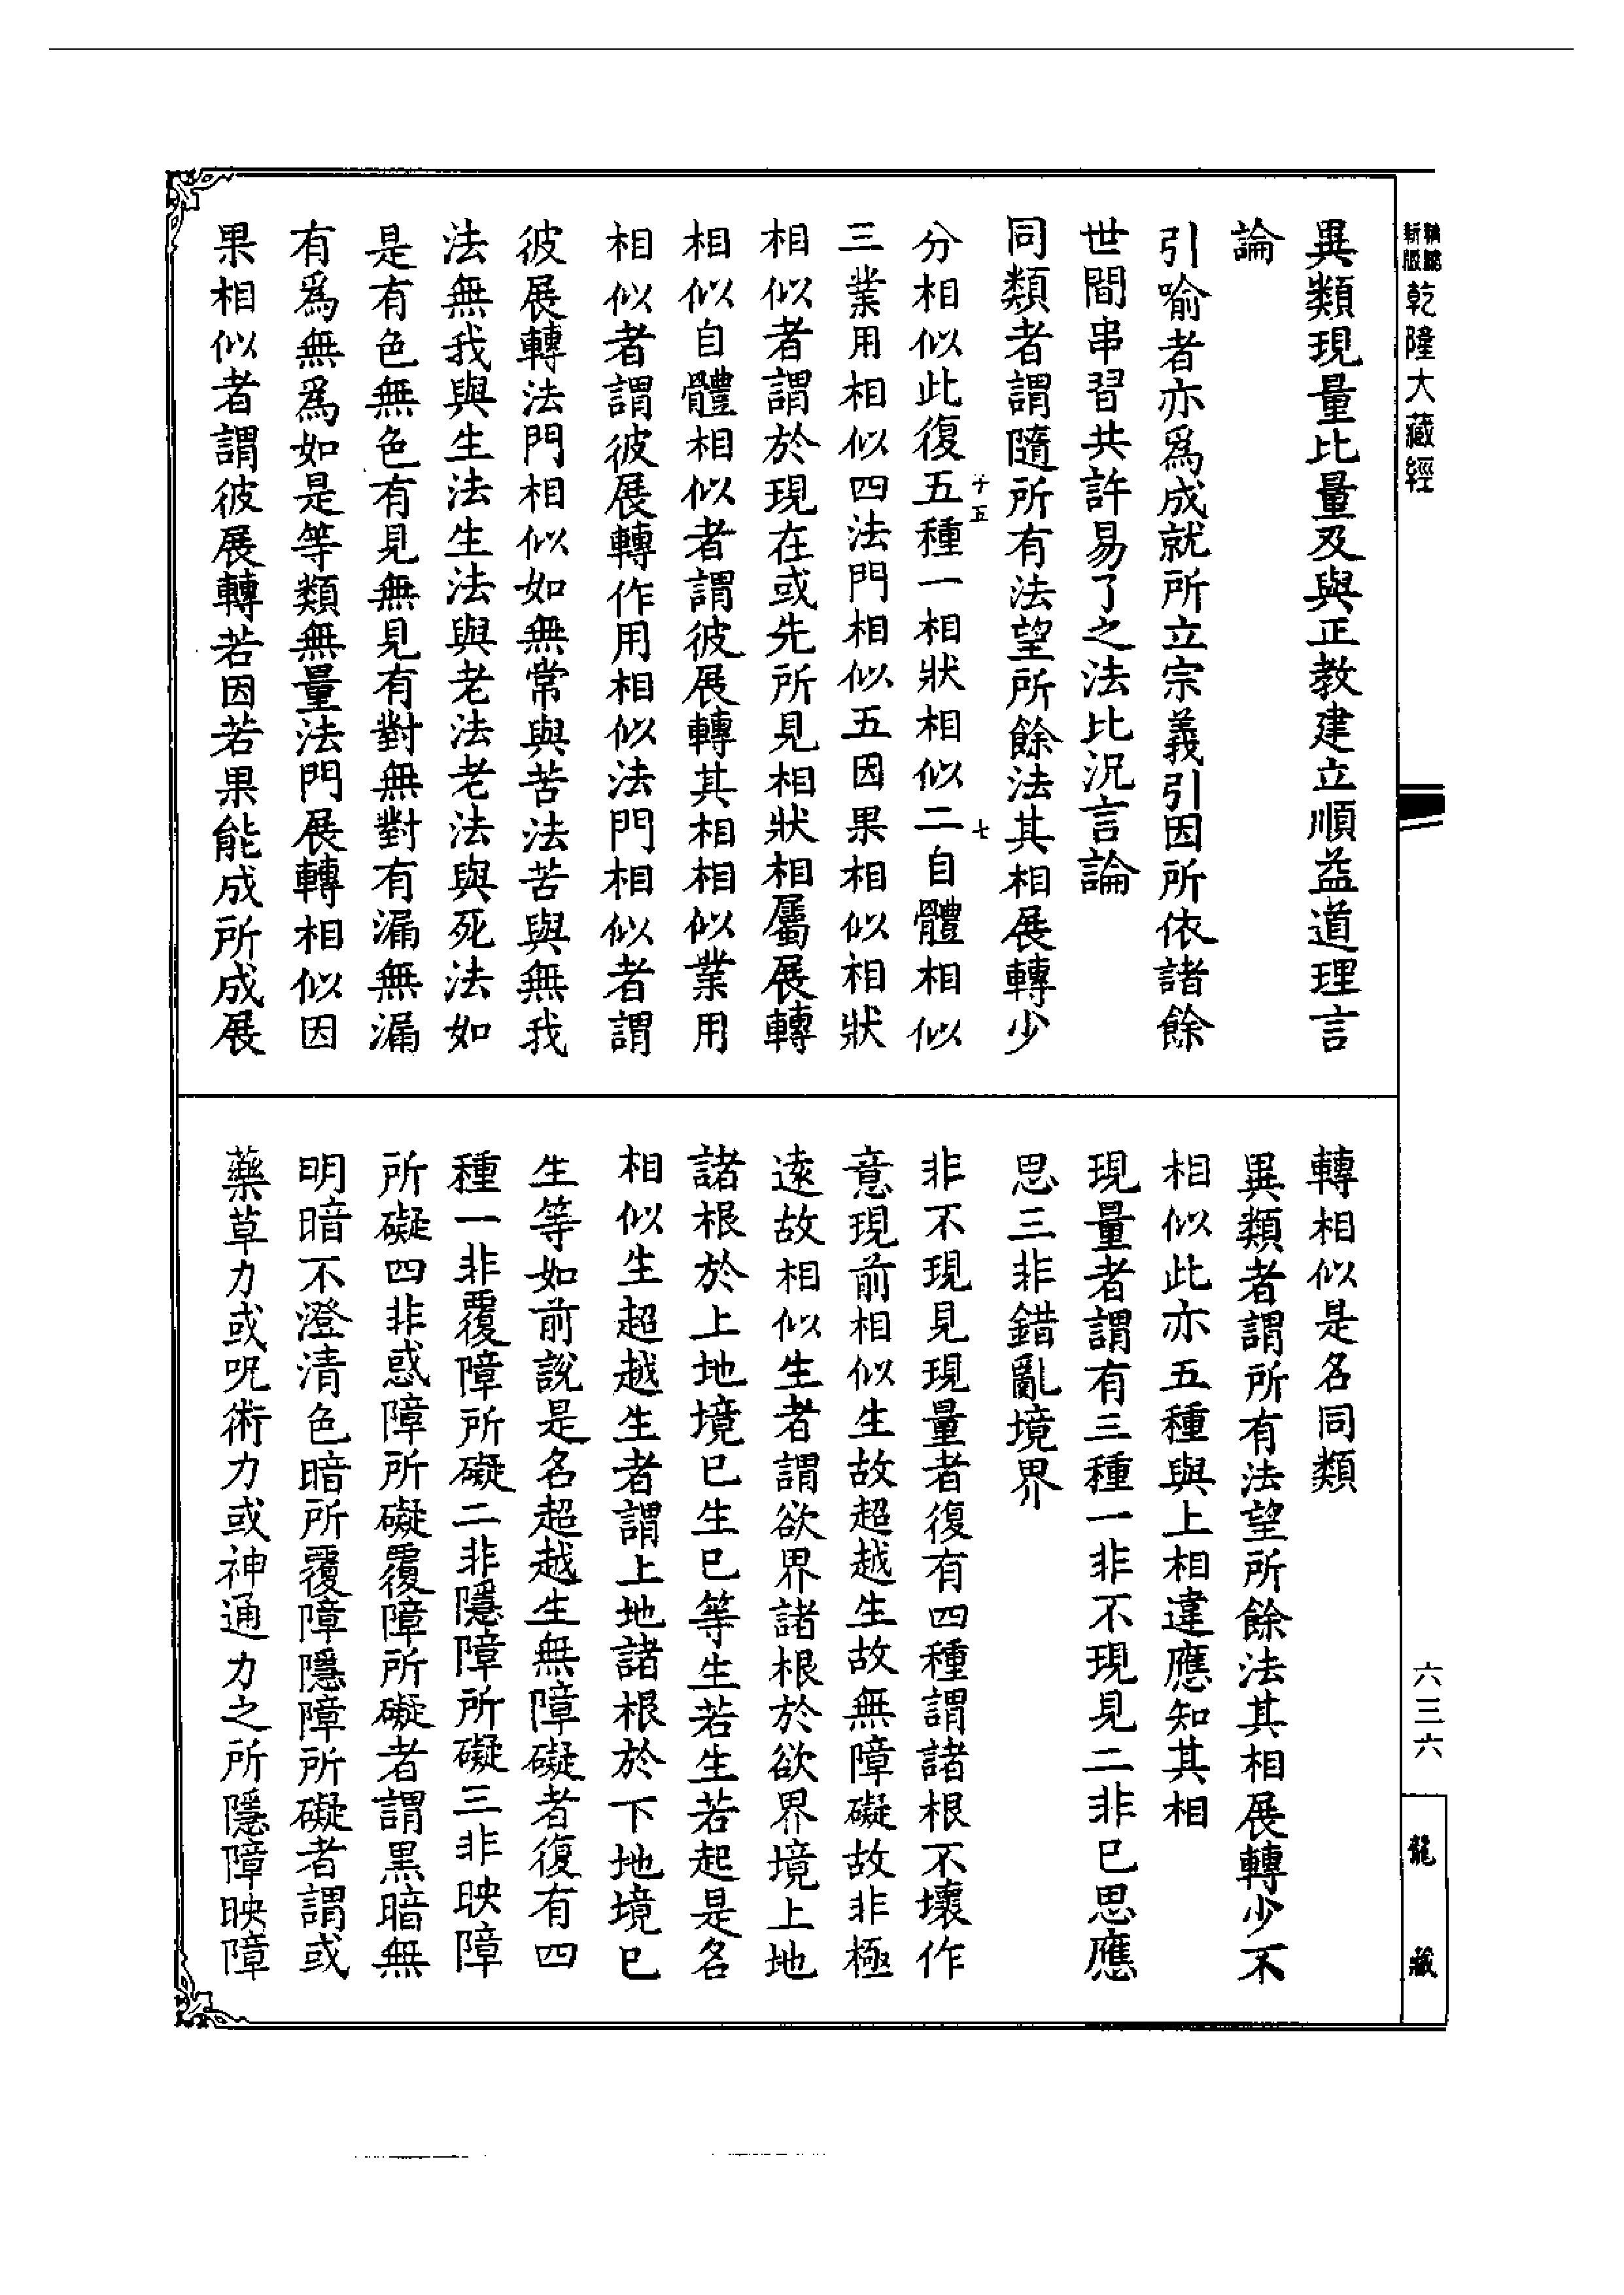 乾隆大藏經
異類現量比量及與正教建立順益道理言
論
引喻者亦爲成就所立宗義引因所依諸餘
世間串習共許易了之法比況言論
同類者謂隨所有法望所餘法其相展轉少
分相似此復五種一相狀相似二自體相似
三業用相似四法門相似五因果相似相狀
相似者謂於現在或先所見相狀相屬展轉
相似自體相似者謂彼展轉其相相似業用
相似者謂彼展轉作用相似法門相似者謂
彼展轉法門相似如無常與苦法苦與無我
法無我與生法生法與老法老法與死法如
是有色無色有見無見有對無對有漏無漏
有爲無爲如是等類無量法門展轉相似因
果相似者謂彼展轉若因若果能成所成展
轉相似是名同類
異類者謂所有法望所餘法其相展轉少不
相似此亦五種與上相違應知其相
現量者謂有三種一非不現見二非已思應
思三非錯亂境界
非不現見現量者復有四種謂諸根不壞作
意現前相似生故超越生故無障礙故非極
遠故相似生者謂欲界諸根於欲界境上地
諸根於上地境已生已等生若生若起是名
相似生超越生者謂上地諸根於下地境已
生等如前說是名超越生無障礙者復有四
種一非覆障所礙二非隱障所礙三非映障
所礙四非惑障所礙覆障所礙者謂黑暗無
明暗不澄清色暗所覆障隱障所礙者謂或
藥草力或呪術力或神通力之所隱障映障
六三六
龍藏